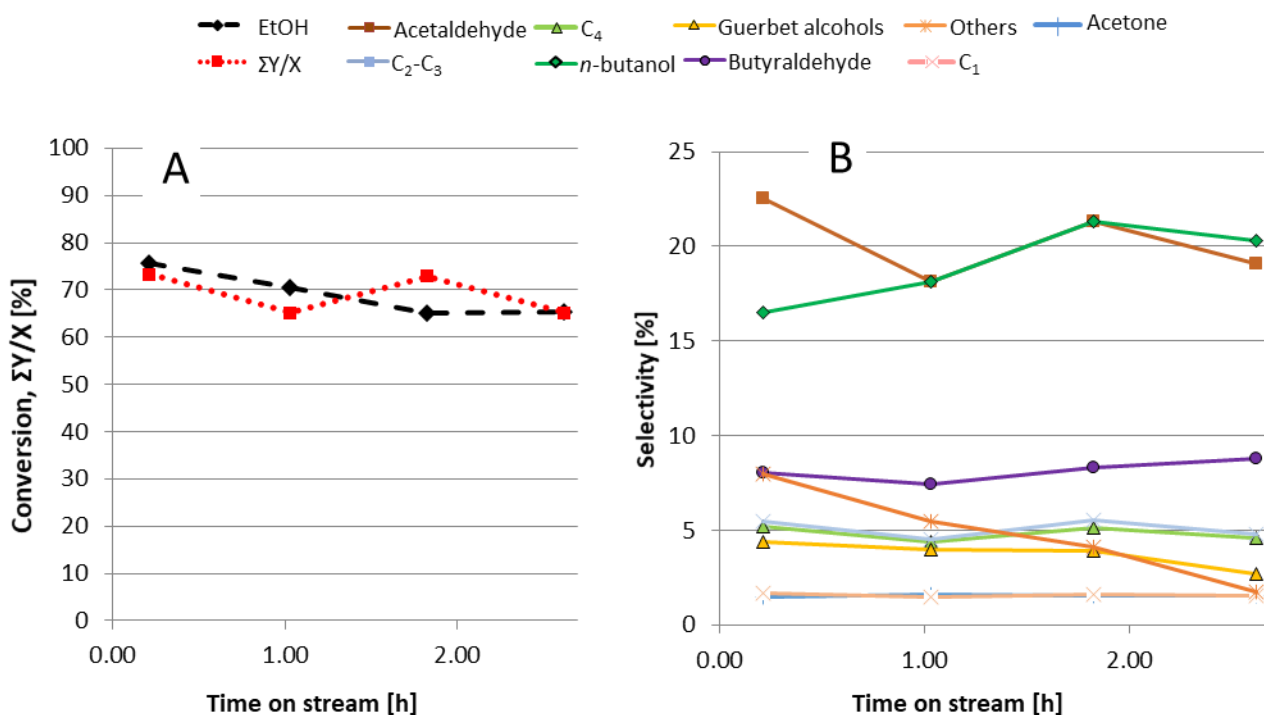 EtOH Acetaldehyde C₄ Guerbet alcohols Others Acetone
ΣY/X C₂-C₃ n-butanol Butyraldehyde C₁
A
Conversion, ΣY/X [%]
100
90
80
70
60
50
40
30
20
10
0
0.00 1.00 2.00
Time on stream [h]
B
Selectivity [%]
25
20
15
10
5
0
0.00 1.00 2.00
Time on stream [h]